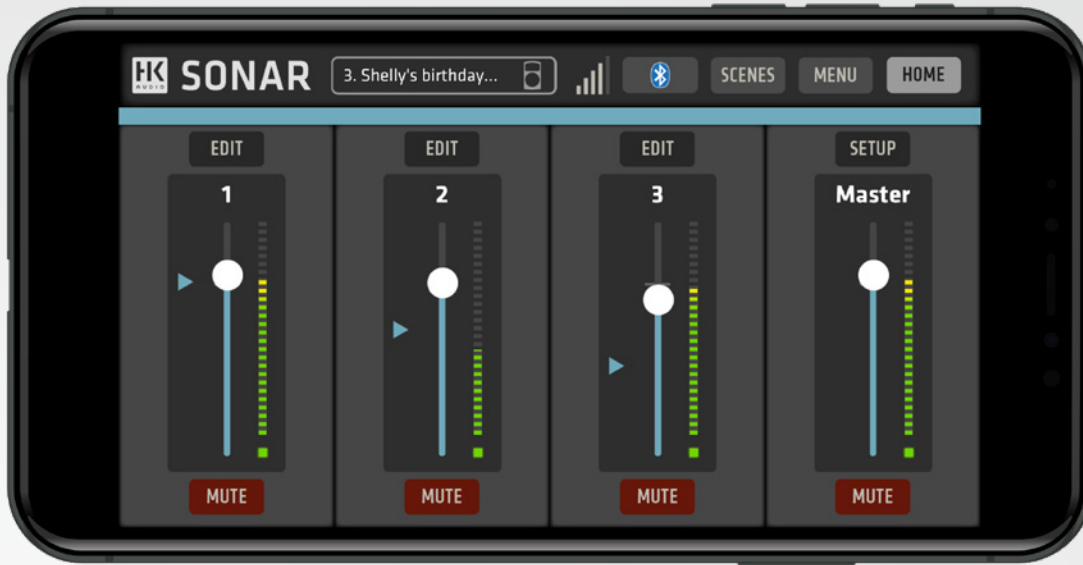 HK AUDIO SONAR 3. Shelly's birthday... SCENES MENU HOME
EDIT EDIT EDIT SETUP
1 2 3 Master
MUTE MUTE MUTE MUTE